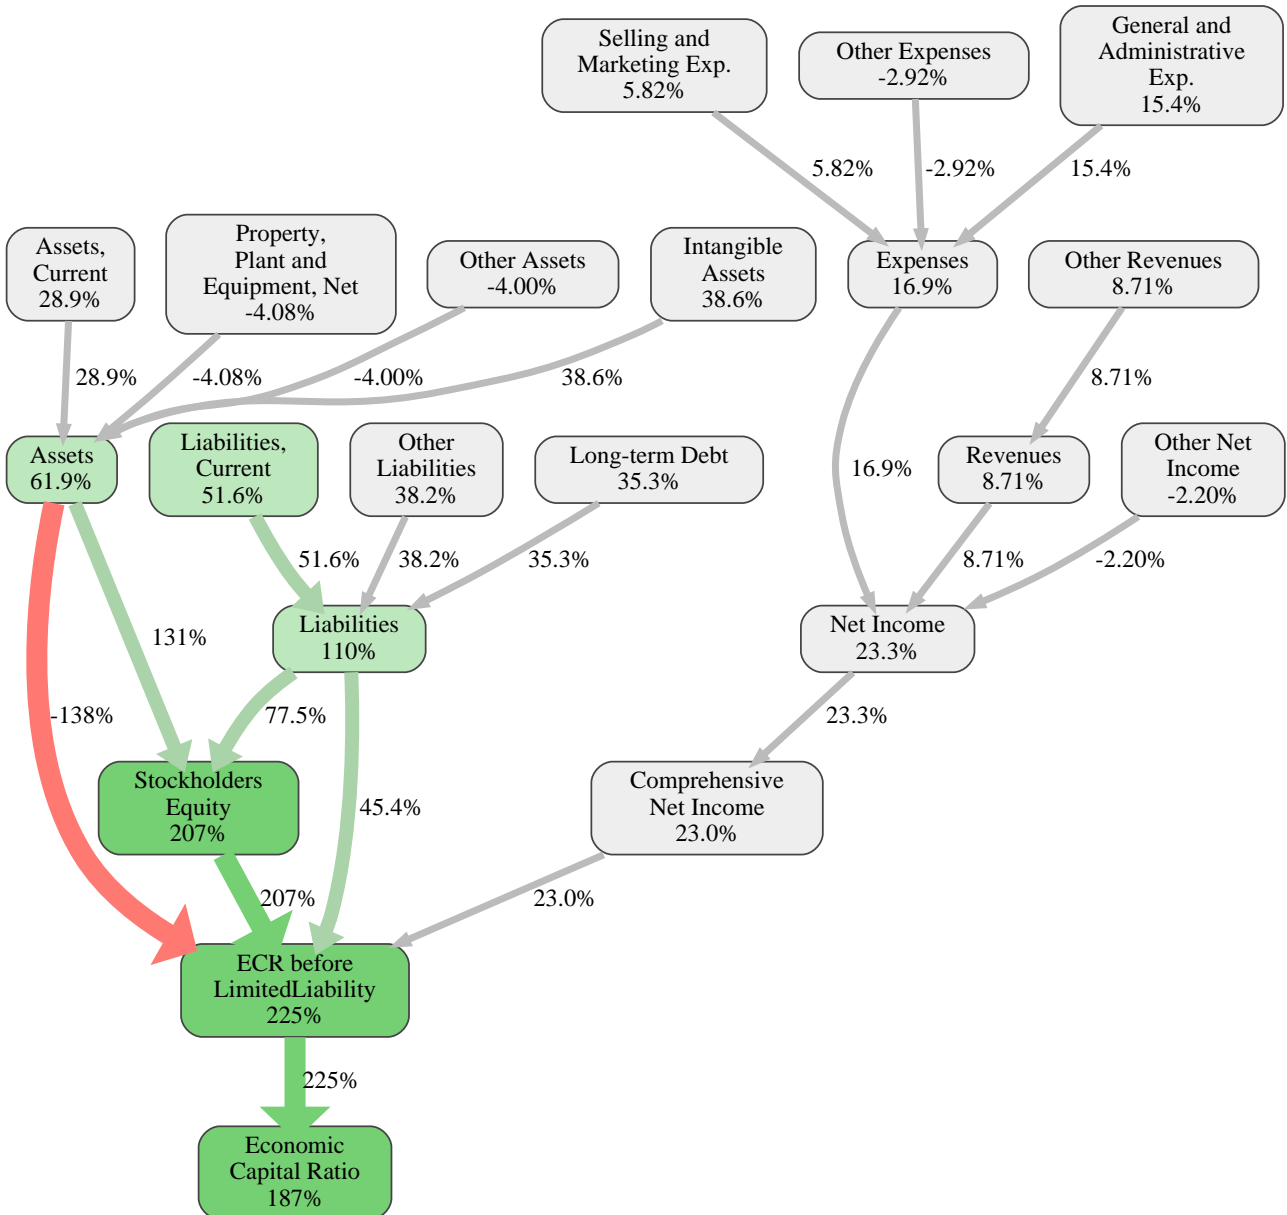 Selling and
Marketing Exp.
5.82%
Other Expenses
-2.92%
General and
Administrative
Exp.
15.4%
5.82%
-2.92%
15.4%
Assets,
Current
28.9%
Property,
Plant and
Equipment, Net
-4.08%
Other Assets
-4.00%
Intangible
Assets
38.6%
Expenses
16.9%
Other Revenues
8.71%
28.9%
-4.08%
-4.00%
38.6%
8.71%
Assets
61.9%
Liabilities,
Current
51.6%
Other
Liabilities
38.2%
Long-term Debt
35.3%
16.9%
Revenues
8.71%
Other Net
Income
-2.20%
51.6%
38.2%
35.3%
8.71%
-2.20%
131%
Liabilities
110%
Net Income
23.3%
-138%
77.5%
23.3%
Stockholders
Equity
207%
45.4%
Comprehensive
Net Income
23.0%
207%
23.0%
ECR before
LimitedLiability
225%
225%
Economic
Capital Ratio
187%